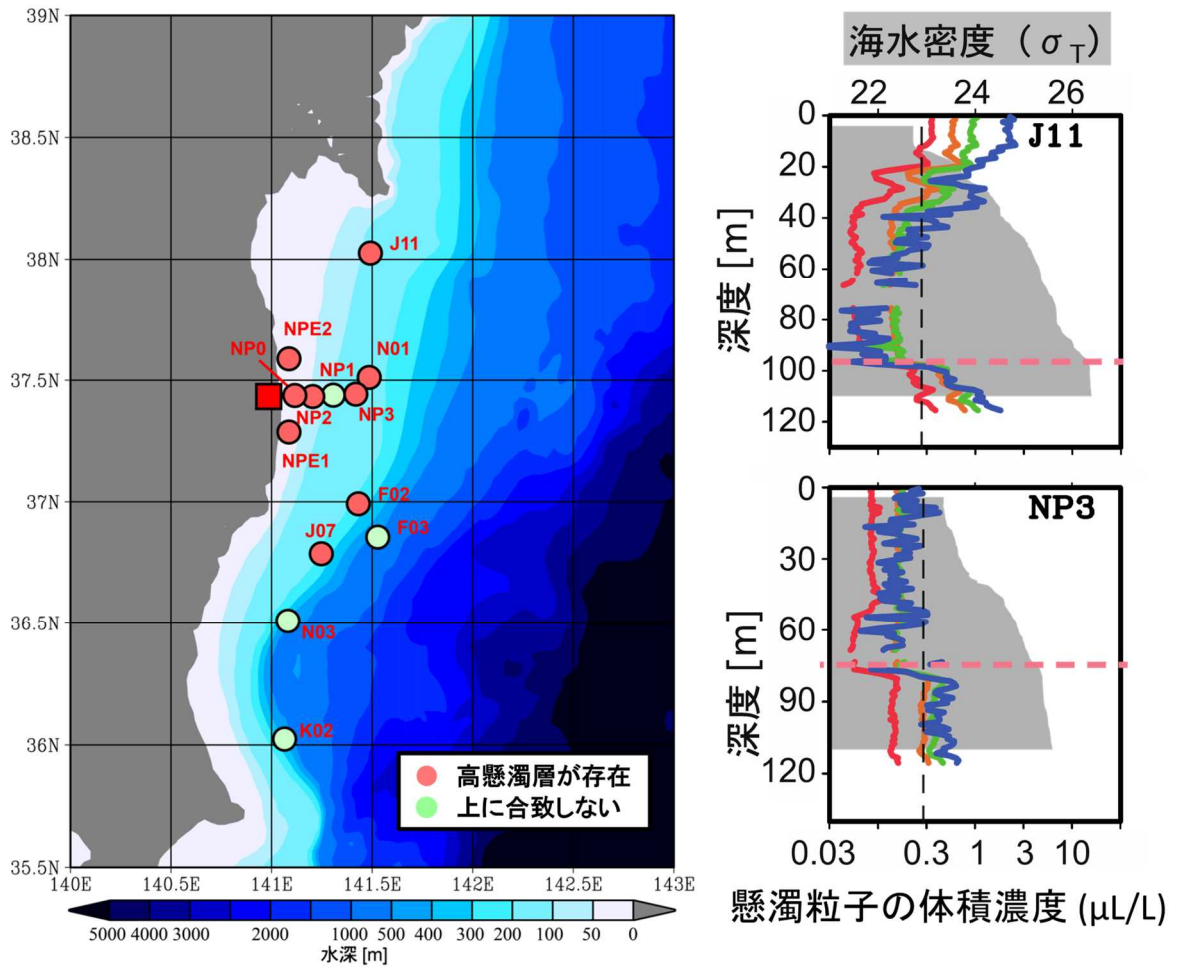 39N
38.5N
38N
37.5N
37N
36.5N
36N
35.5N
140E
140.5E
141E
141.5E
142E
142.5E
143E
J11
NPE2
NP0
NP1
N01
NP2
NP3
NPE1
F02
F03
J07
N03
K02
高懸濁層が存在
上に合致しない
5000 4000 3000 2000 1000 500 400 300 200 100 50 0
水深 [m]
海水密度（σT）
22 24 26
J11
0
20
40
60
80
100
120
深度 [m]
NP3
0
30
60
90
120
深度 [m]
0.03 0.3 1 3 10
懸濁粒子の体積濃度 (μL/L)